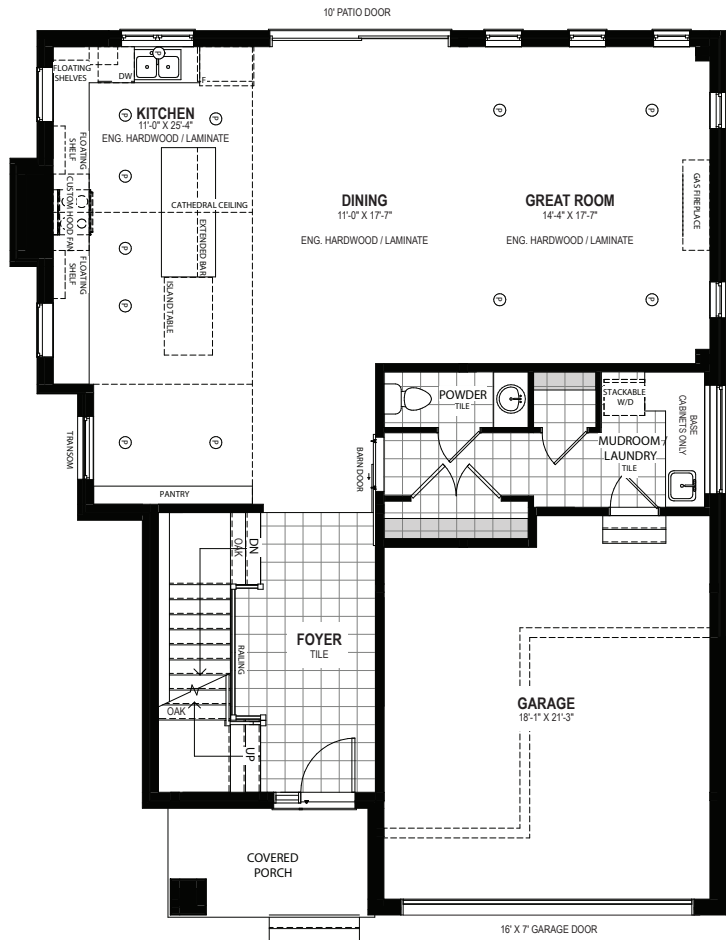 10' PATIO DOOR
FLOATING
SHELVES
DW
P
F
KITCHEN
11'-0" X 25'-4"
ENG. HARDWOOD / LAMINATE
P
P
P
P
P
P
P
P
P
P
P
P
FLOATING
SHELF
CUSTOM HOOD FAN
FLOATING
SHELF
CATHEDRAL CEILING
EXTENDED BAR
ISLAND TABLE
DINING
11'-0" X 17'-7"
ENG. HARDWOOD / LAMINATE
GREAT ROOM
14'-4" X 17'-7"
ENG. HARDWOOD / LAMINATE
GAS FIREPLACE
TRANSOM
PANTRY
BARN DOOR
POWDER
TILE
STACKABLE
W/D
BASE
CABINETS ONLY
MUDROOM /
LAUNDRY
TILE
DN
OAK
RAILING
OAK
UP
FOYER
TILE
GARAGE
18'-1" X 21'-3"
COVERED
PORCH
16' X 7' GARAGE DOOR